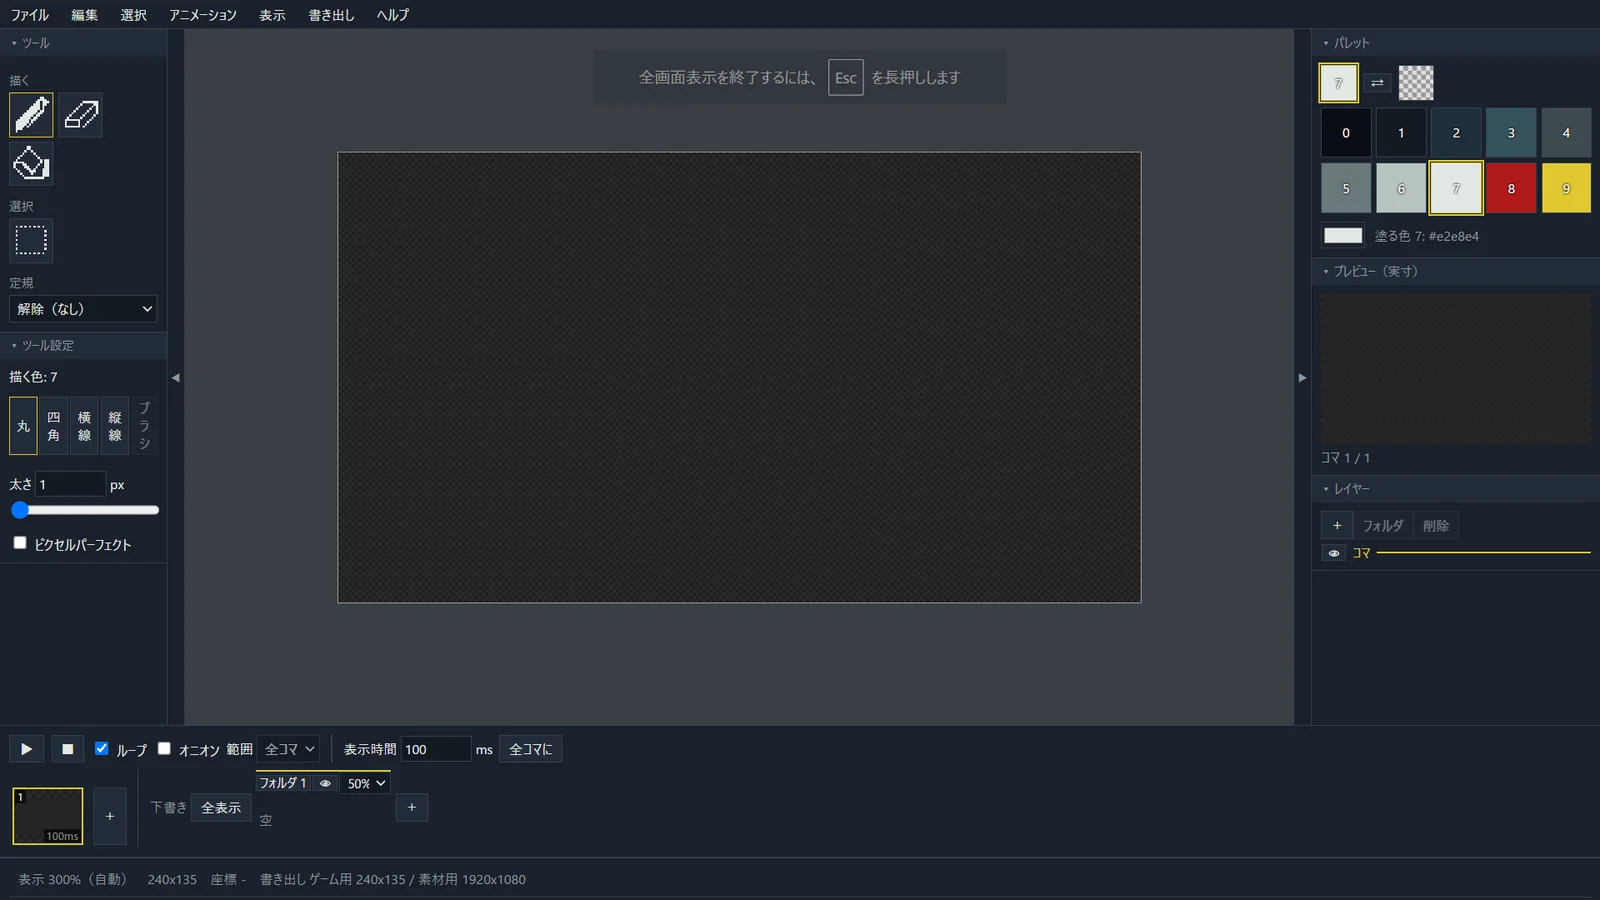 ファイル 編集 選択 アニメーション 表示 書き出し ヘルプ
ツール
描く
選択
定規
解除（なし）
ツール設定
描く色: 7
丸 四角 横線 縦線 ブラシ
太さ 1 px
ピクセルパーフェクト
全画面表示を終了するには、 Esc を長押しします
パレット
7
0 1 2 3 4
5 6 7 8 9
塗る色 7: #e2e8e4
プレビュー（実寸）
コマ 1 / 1
レイヤー
+ フォルダ 削除
コマ
ループ オニオン 範囲 全コマ 表示時間 100 ms 全コマに
1
100ms
+
下書き 全表示
フォルダ 1 50%
空
+
表示 300%（自動） 240x135 座標 - 書き出し ゲーム用 240x135 / 素材用 1920x1080